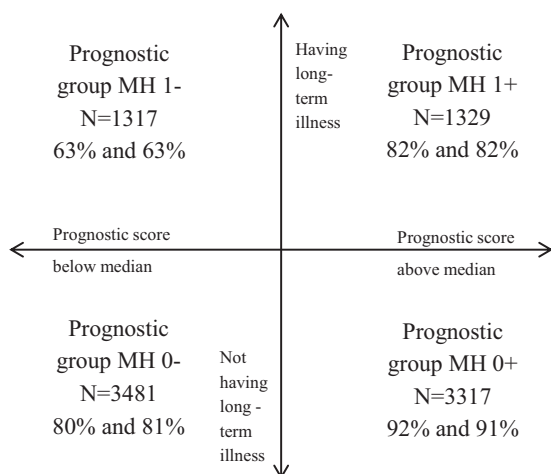 Prognostic
group MH 1-
N=1317
63% and 63%
Having
long-
term
illness
Prognostic
group MH 1+
N=1329
82% and 82%
Prognostic score
below median
Prognostic score
above median
Prognostic
group MH 0-
N=3481
80% and 81%
Not
having
long -
term
illness
Prognostic
group MH 0+
N=3317
92% and 91%